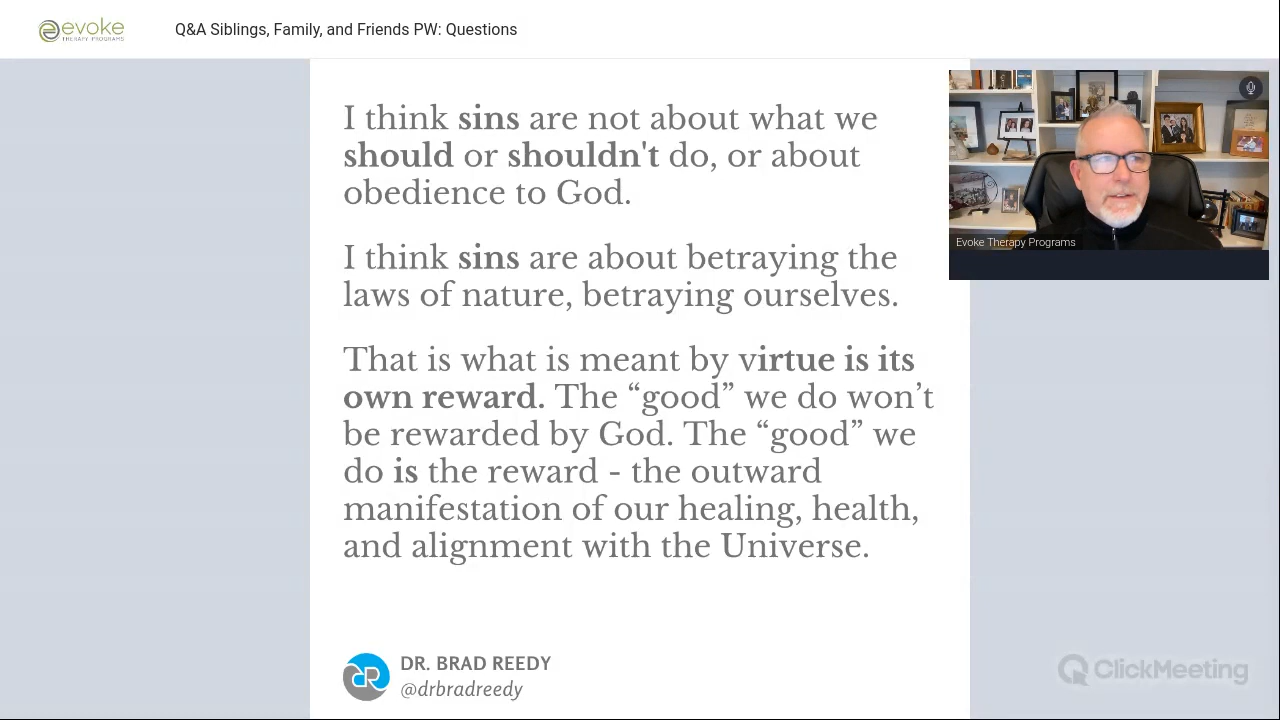 evoke
THERAPY PROGRAMS
Q&A Siblings, Family, and Friends PW: Questions
I think sins are not about what we
should or shouldn't do, or about
obedience to God.
I think sins are about betraying the
laws of nature, betraying ourselves.
That is what is meant by virtue is its
own reward. The “good” we do won’t
be rewarded by God. The “good” we
do is the reward - the outward
manifestation of our healing, health,
and alignment with the Universe.
DR. BRAD REEDY
@drbradreedy
Evoke Therapy Programs
ClickMeeting